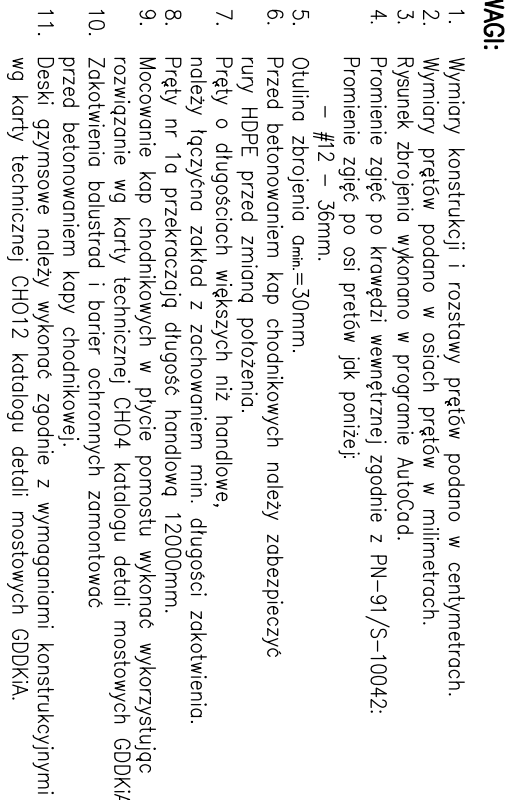 WAGI:
1. Wymiary konstrukcji i rozstawy prętów podano w centymetrach.
2. Wymiary prętów podano w osiach prętów w milimetrach.
3. Rysunek zbrojenia wykonano w programie AutoCad.
4. Promienie zgięć po krawędzi wewnętrznej zgodnie z PN-91/S-10042:
Promienie zgięć po osi pretów jak poniżej:
- #12 - 36mm.
5. Otulina zbrojenia amin.=30mm.
6. Przed betonowaniem kap chodnikowych należy zabezpieczyć
rury HDPE przed zmianą położenia.
7. Pręty o długościach większych niż handlowe,
należy łączyćna zakład z zachowaniem min. długości zakotwienia.
8. Pręty nr 1a przekraczają długość handlową 12000mm.
9. Mocowanie kap chodnikowych w płycie pomostu wykonać wykorzystując
rozwiązanie wg karty technicznej CHO4 katalogu detali mostowych GDDKiA
10. Zakotwienia balustrad i barier ochronnych zamontować
przed betonowaniem kapy chodnikowej.
11. Deski gzymsowe należy wykonać zgodnie z wymaganiami konstrukcyjnymi
wg karty technicznej CHO12 katalogu detali mostowych GDDKiA.